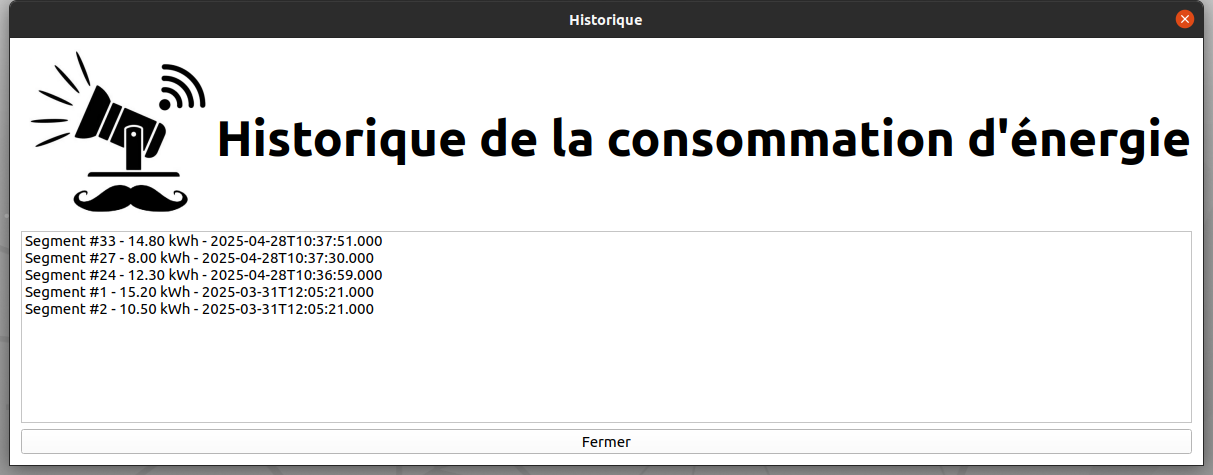 Historique
Historique de la consommation d'énergie
Segment #33 - 14.80 kWh - 2025-04-28T10:37:51.000
Segment #27 - 8.00 kWh - 2025-04-28T10:37:30.000
Segment #24 - 12.30 kWh - 2025-04-28T10:36:59.000
Segment #1 - 15.20 kWh - 2025-03-31T12:05:21.000
Segment #2 - 10.50 kWh - 2025-03-31T12:05:21.000
Fermer